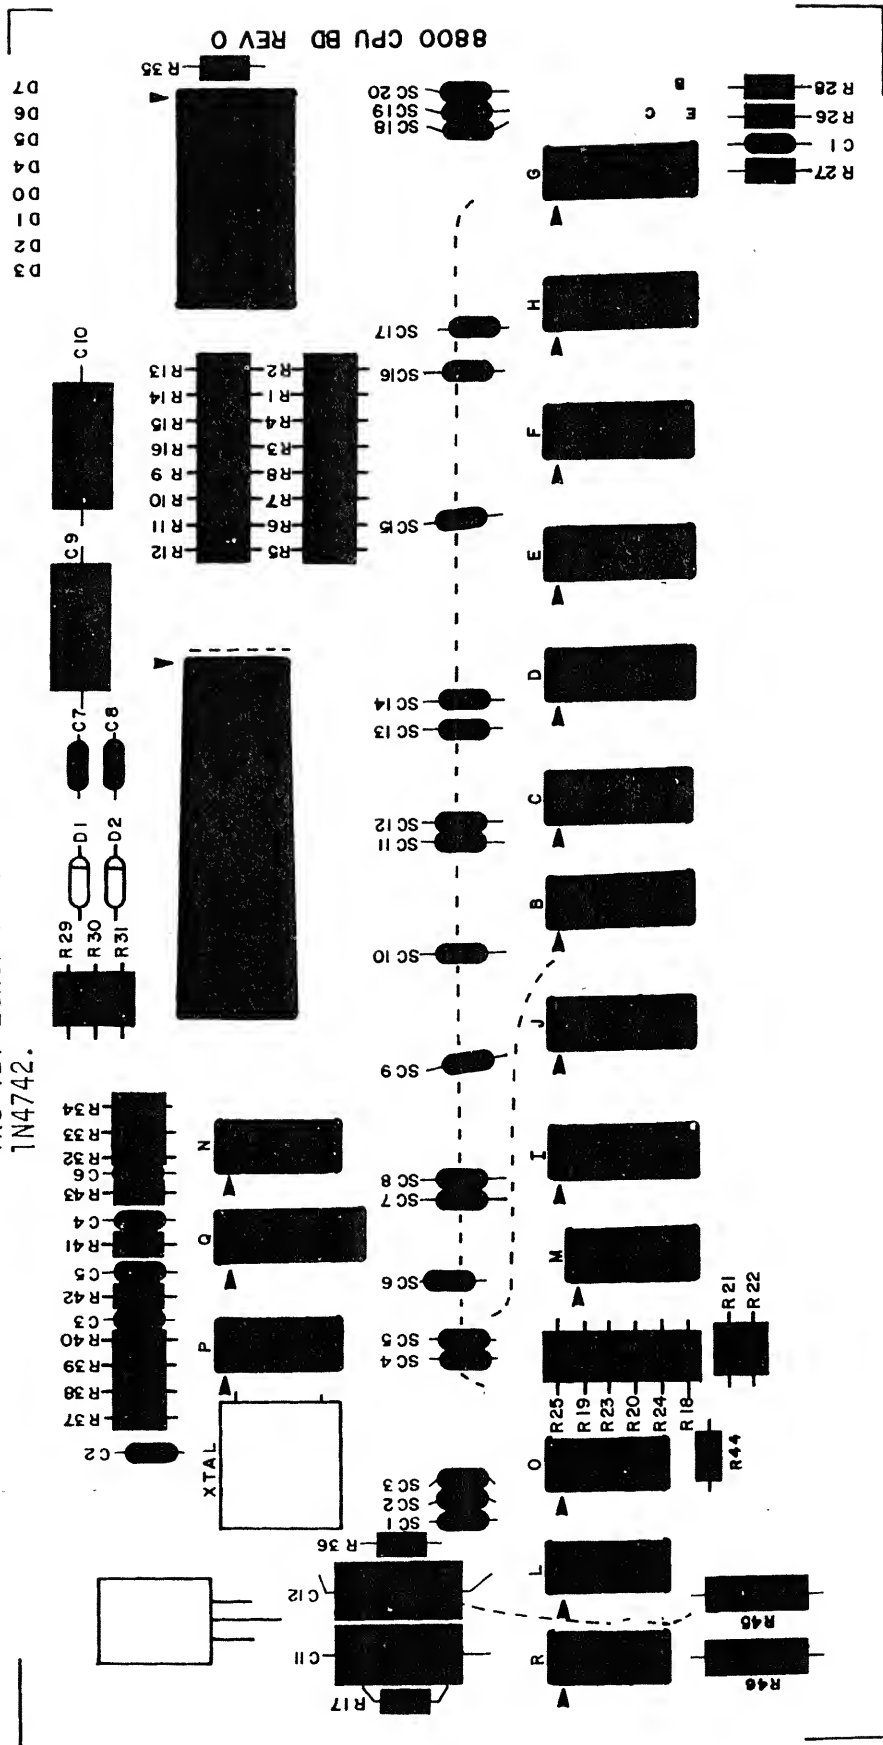 8800 CPU BD REV 0
R35
D7
D6
D5
D4
D0
D1
D2
D3
SC20
SC19
SC18
B
E C
R28
R26
C1
R27
G
H
SC17
SC16
C10
R13
R14
R15
R16
R9
R10
R11
R12
R2
R1
R4
R3
R8
R7
R6
R5
F
SC15
E
C9
D
SC14
SC13
C7
C8
C
SC12
SC11
D1
D2
B
SC10
R29
R30
R31
J
SC9
1N4742.
R34
R33
R32
C6
R43
C4
R41
C5
R42
C3
R40
R39
R38
R37
C2
N
Q
P
XTAL
I
SC8
SC7
M
SC6
SC5
SC4
R21
R22
R25
R19
R23
R20
R24
R18
R44
O
SC3
SC2
SC1
R36
C12
L
R45
C11
R
R46
R17